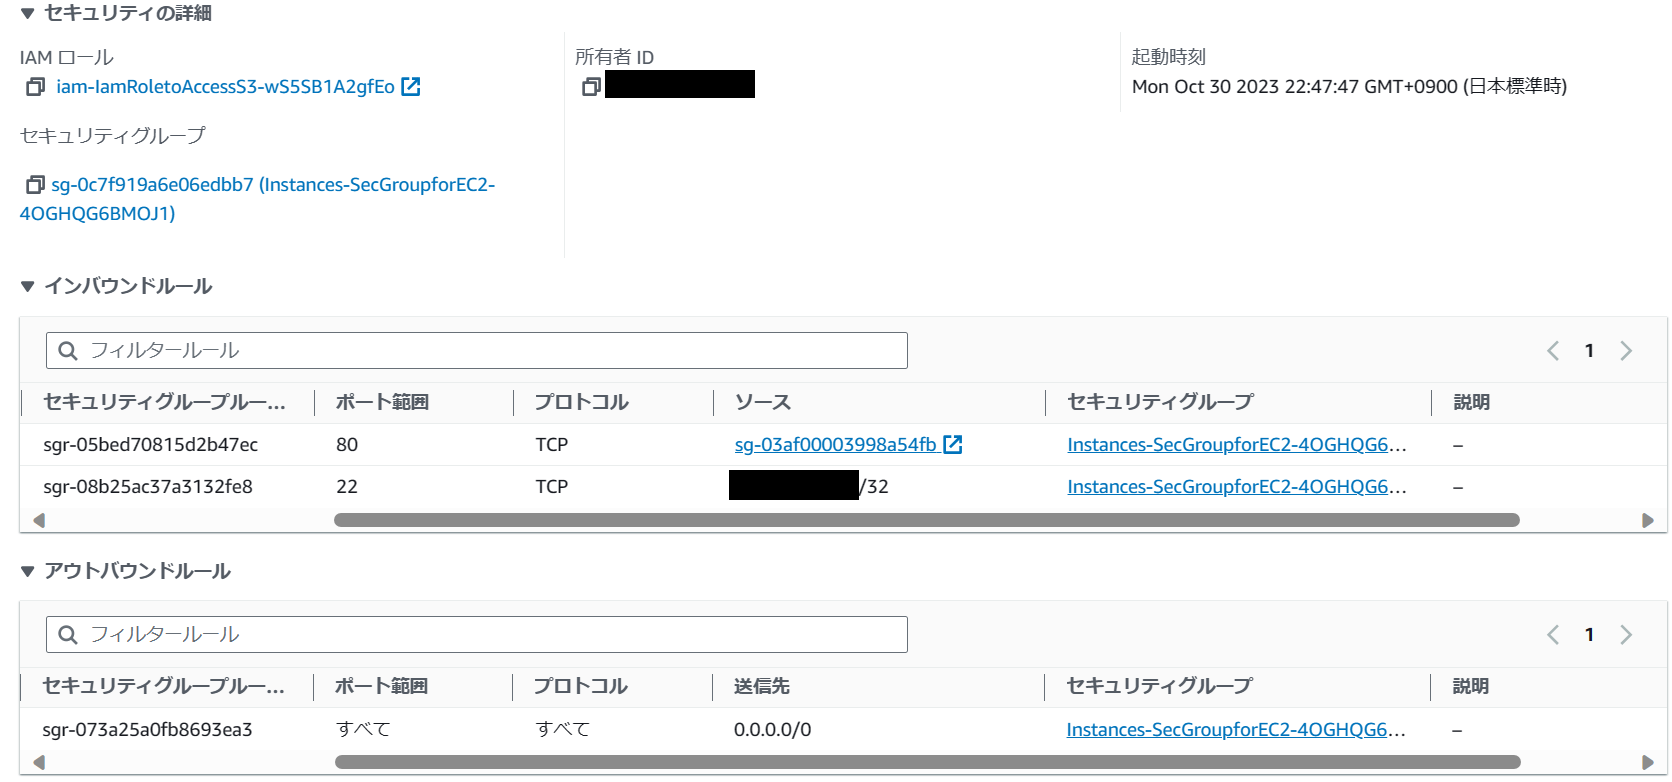 ▼ セキュリティの詳細
IAM ロール
iam-IamRoletoAccessS3-wS5SB1A2gfEo
所有者 ID
起動時刻
Mon Oct 30 2023 22:47:47 GMT+0900 (日本標準時)
セキュリティグループ
sg-0c7f919a6e06edbb7 (Instances-SecGroupforEC2-
4OGHQG6BMOJ1)
▼ インバウンドルール
フィルタールール
1
セキュリティグループルー... ポート範囲 プロトコル ソース セキュリティグループ 説明
sgr-05bed70815d2b47ec 80 TCP sg-03af00003998a54fb Instances-SecGroupforEC2-4OGHQG6... –
sgr-08b25ac37a3132fe8 22 TCP /32 Instances-SecGroupforEC2-4OGHQG6... –
▼ アウトバウンドルール
フィルタールール
1
セキュリティグループルー... ポート範囲 プロトコル 送信先 セキュリティグループ 説明
sgr-073a25a0fb8693ea3 すべて すべて 0.0.0.0/0 Instances-SecGroupforEC2-4OGHQG6... –